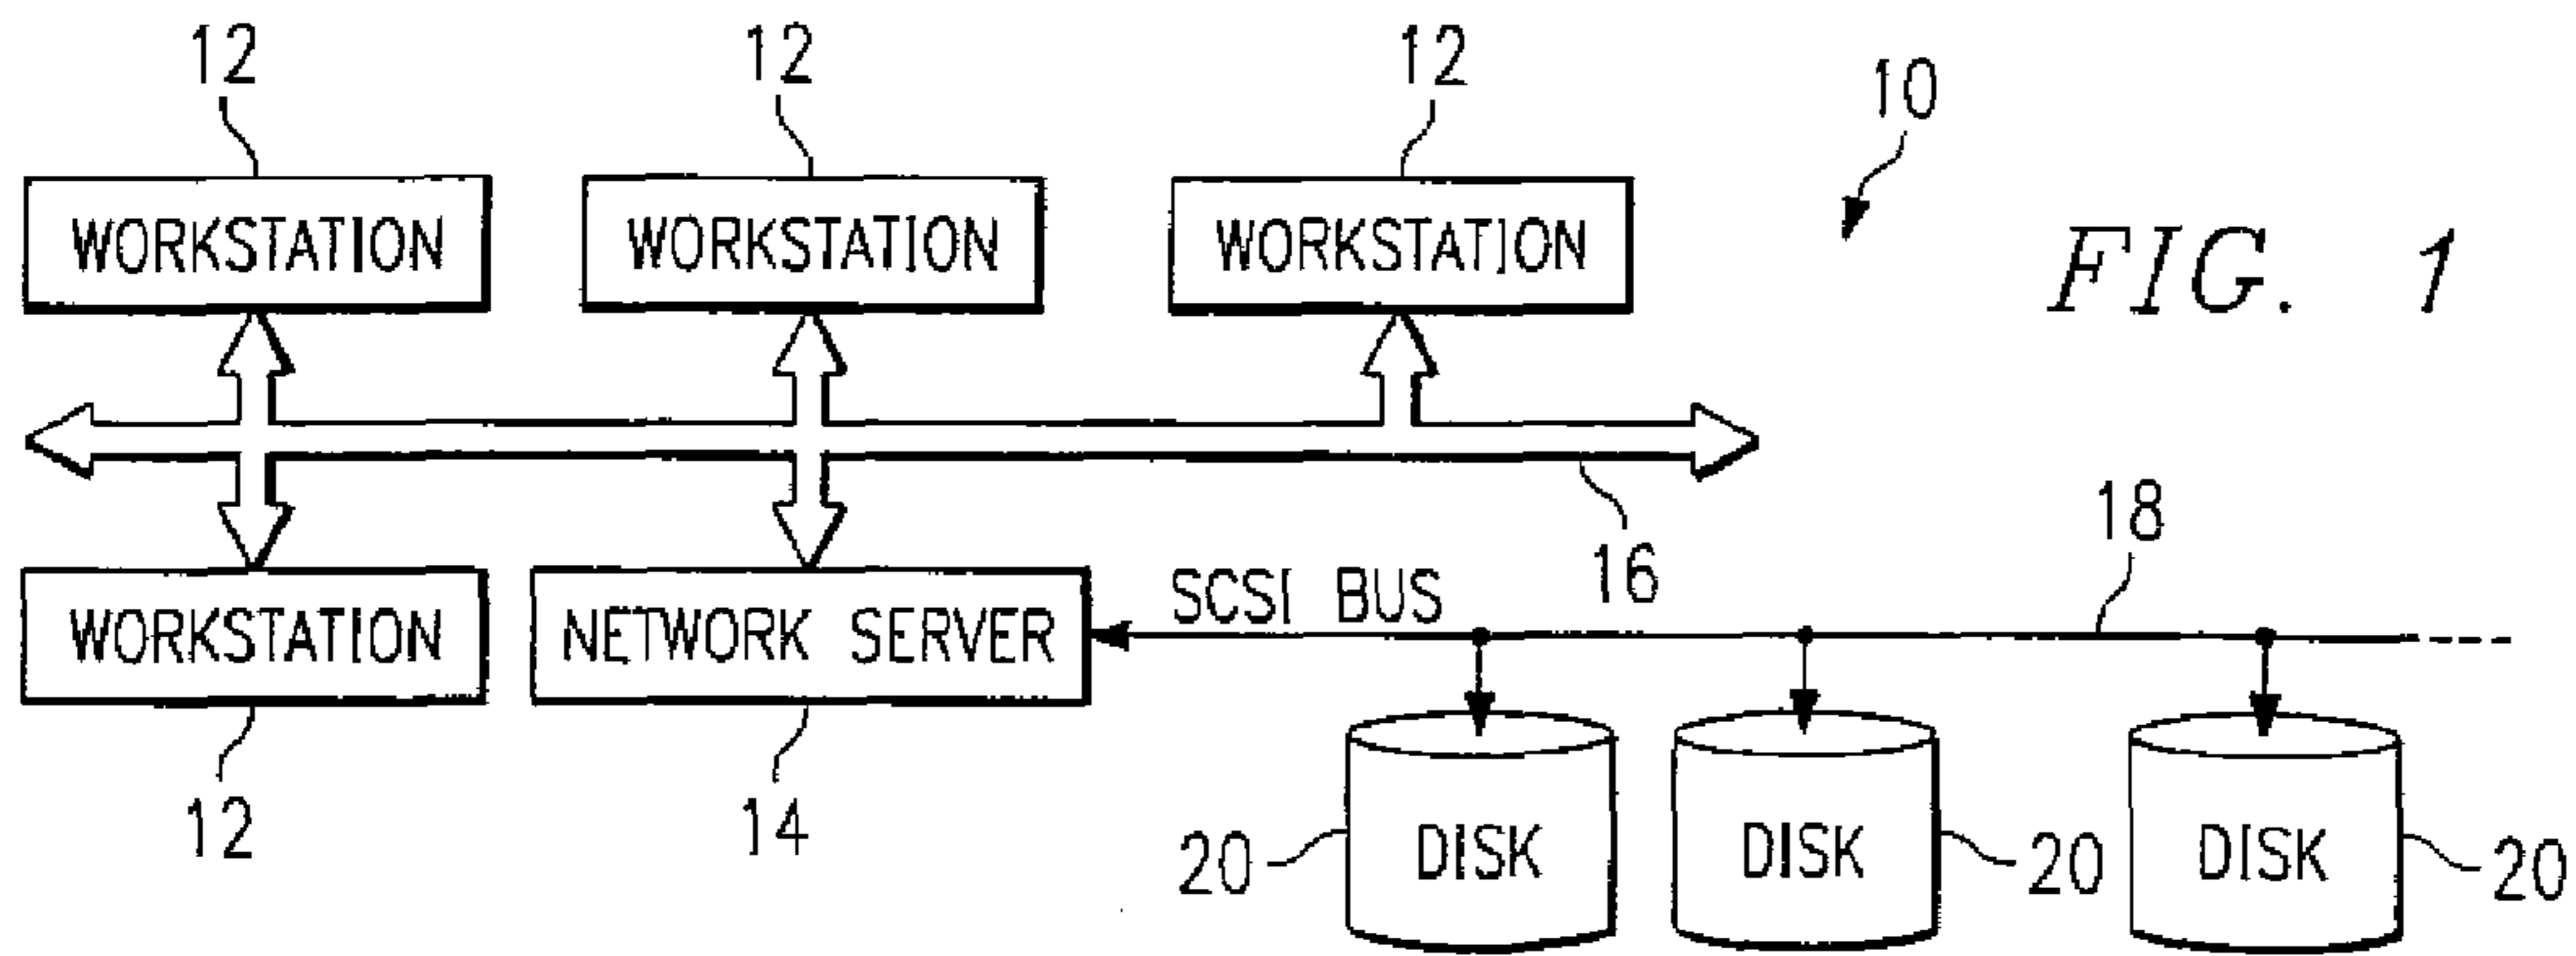 12 12 12 10
WORKSTATION WORKSTATION WORKSTATION FIG. 1
16 18
WORKSTATION NETWORK SERVER SCSI BUS
12 14 20 DISK DISK 20 DISK 20